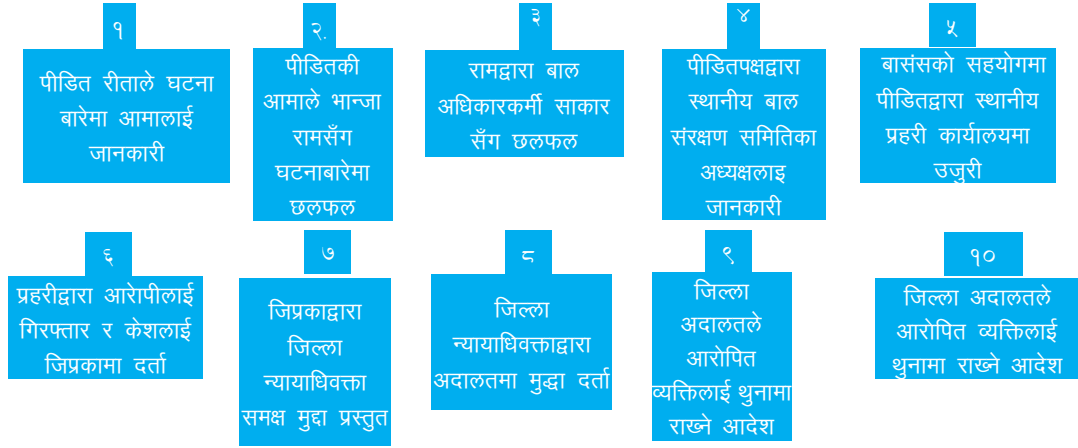 १
पीडित रीताले घटना
बारेमा आमालाई
जानकारी
२.
पीडितकी
आमाले भान्जा
रामसँग
घटनाबारेमा
छलफल
३
रामद्वारा बाल
अधिकारकर्मी साकार
सँग छलफल
४
पीडितपक्षद्वारा
स्थानीय बाल
संरक्षण समितिका
अध्यक्षलाइ
जानकारी
५
बासंसको सहयोगमा
पीडितद्वारा स्थानीय
प्रहरी कार्यालयमा
उजुरी
६
प्रहरीद्वारा आरोपीलाई
गिरफ्तार र केशलाई
जिप्रकामा दर्ता
७
जिप्रकाद्वारा
जिल्ला
न्यायाधिवक्ता
समक्ष मुद्दा प्रस्तुत
८
जिल्ला
न्यायाधिवक्ताद्वारा
अदालतमा मुद्धा दर्ता
९
जिल्ला
अदालतले
आरोपित
व्यक्तिलाई थुनामा
राख्ने आदेश
१०
जिल्ला अदालतले
आरोपित व्यक्तिलाई
थुनामा राख्ने आदेश